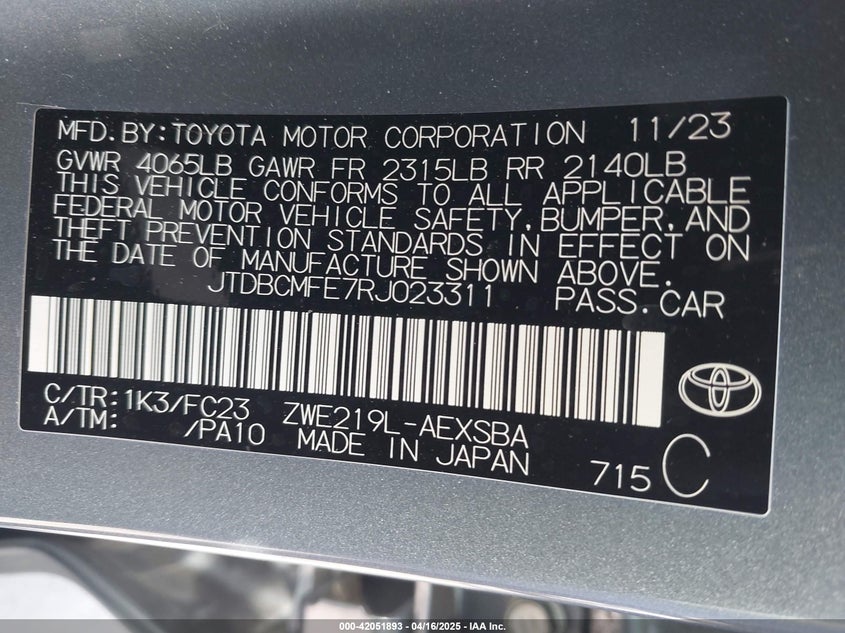 MFD.BY:TOYOTA MOTOR CORPORATION 11/23
GVWR 4065LB GAWR FR 2315LB RR 2140LB
THIS VEHICLE CONFORMS TO ALL APPLICABLE
FEDERAL MOTOR VEHICLE SAFETY,BUMPER,AND
THEFT PREVENTION STANDARDS IN EFFECT ON
THE DATE OF MANUFACTURE SHOWN ABOVE.
JTDBCMFE7RJ023311 PASS.CAR
C/TR:1K3/FC23 ZWE219L-AEXSBA
A/TM: /PA10 MADE IN JAPAN 715 C
000-42051893 - 04/16/2025 - IAA Inc.